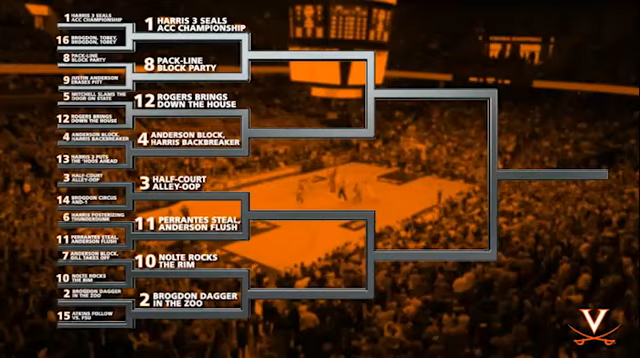 1 HARRIS 3 SEALS
ACC CHAMPIONSHIP
16 BROGDON, TOBEY,
BROGDON, TOBEY
8 PACK-LINE
BLOCK PARTY
9 JUSTIN ANDERSON
ERASES PITT
5 MITCHELL SLAMS THE
DOOR ON STATE
12 ROGERS BRINGS
DOWN THE HOUSE
4 ANDERSON BLOCK,
HARRIS BACKBREAKER
13 HARRIS 3 PUTS
THE 'HOOS AHEAD
3 HALF-COURT
ALLEY-OOP
14 BROGDON CIRCUS
AND-1
6 HARRIS POSTERIZING
THUNDERDUNK
11 PERRANTES STEAL,
ANDERSON FLUSH
7 ANDERSON BLOCK,
GILL TAKES OFF
10 NOLTE ROCKS
THE RIM
2 BROGDON DAGGER
IN THE ZOO
15 ATKINS FOLLOW
VS. FSU
1 HARRIS 3 SEALS
ACC CHAMPIONSHIP
8 PACK-LINE
BLOCK PARTY
12 ROGERS BRINGS
DOWN THE HOUSE
4 ANDERSON BLOCK,
HARRIS BACKBREAKER
3 HALF-COURT
ALLEY-OOP
11 PERRANTES STEAL,
ANDERSON FLUSH
10 NOLTE ROCKS
THE RIM
2 BROGDON DAGGER
IN THE ZOO
V